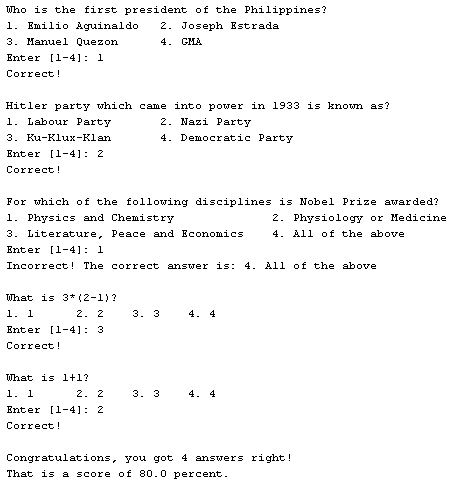 Who is the first president of the Philippines?
1. Emilio Aguinaldo   2. Joseph Estrada
3. Manuel Quezon      4. GMA
Enter [1-4]: 1
Correct!

Hitler party which came into power in 1933 is known as?
1. Labour Party       2. Nazi Party
3. Ku-Klux-Klan       4. Democratic Party
Enter [1-4]: 2
Correct!

For which of the following disciplines is Nobel Prize awarded?
1. Physics and Chemistry              2. Physiology or Medicine
3. Literature, Peace and Economics    4. All of the above
Enter [1-4]: 1
Incorrect! The correct answer is: 4. All of the above

What is 3*(2-1)?
1. 1      2. 2    3. 3    4. 4
Enter [1-4]: 3
Correct!

What is 1+1?
1. 1      2. 2    3. 3    4. 4
Enter [1-4]: 2
Correct!

Congratulations, you got 4 answers right!
That is a score of 80.0 percent.